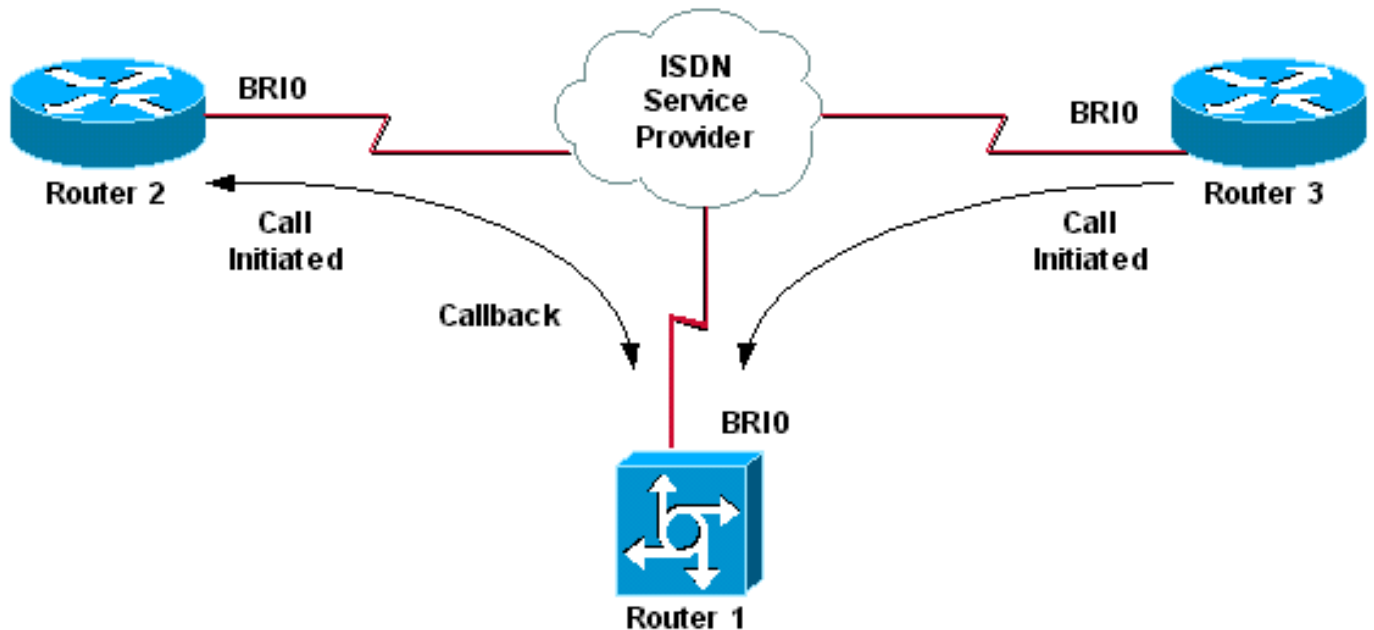 ISDN
Service
Provider
BRI0
BRI0
Router 2
Router 3
Call
Initiated
Call
Initiated
Callback
BRI0
Router 1